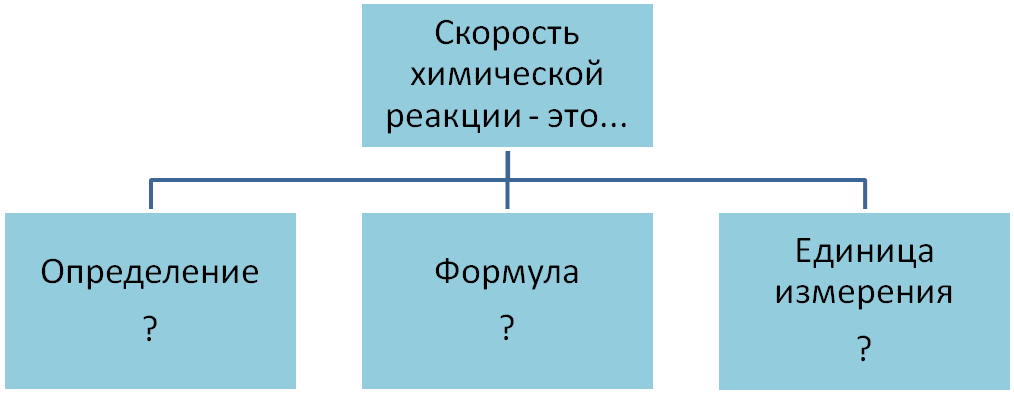 Скорость
химической
реакции - это...
Определение
?
Формула
?
Единица
измерения
?